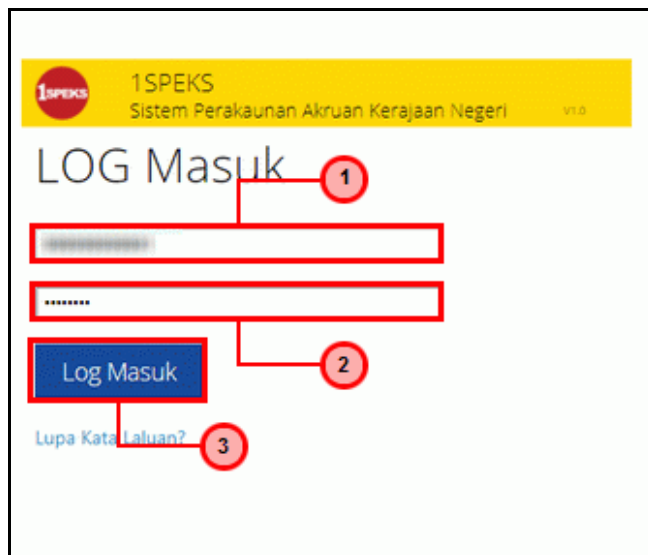 1SPEKS
1SPEKS
Sistem Perakaunan Akruan Kerajaan Negeri
V1.0
LOG Masuk
1
2
Log Masuk
Lupa Kata Laluan?
3